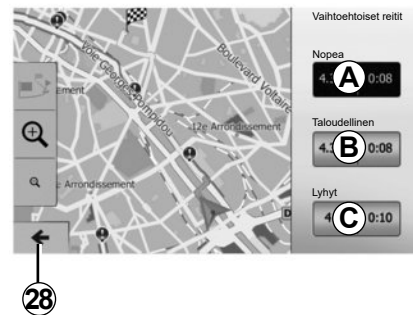 Vaihtoehtoiset reitit
Nopea
A 0:08
Taloudellinen
B 0:08
Lyhyt
C 0:10
Voie Georges Pompidou
Boulevard Voltaire
12e Arrondissement
Arrondissement
D
28